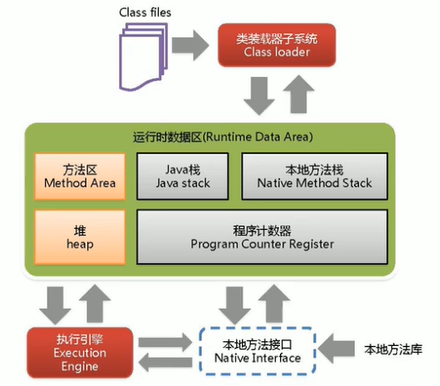 Class files
类装载器子系统
Class loader
运行时数据区(Runtime Data Area)
方法区
Method Area
Java栈
Java stack
本地方法栈
Native Method Stack
堆
heap
程序计数器
Program Counter Register
执行引擎
Execution
Engine
本地方法接口
Native Interface
本地方法库